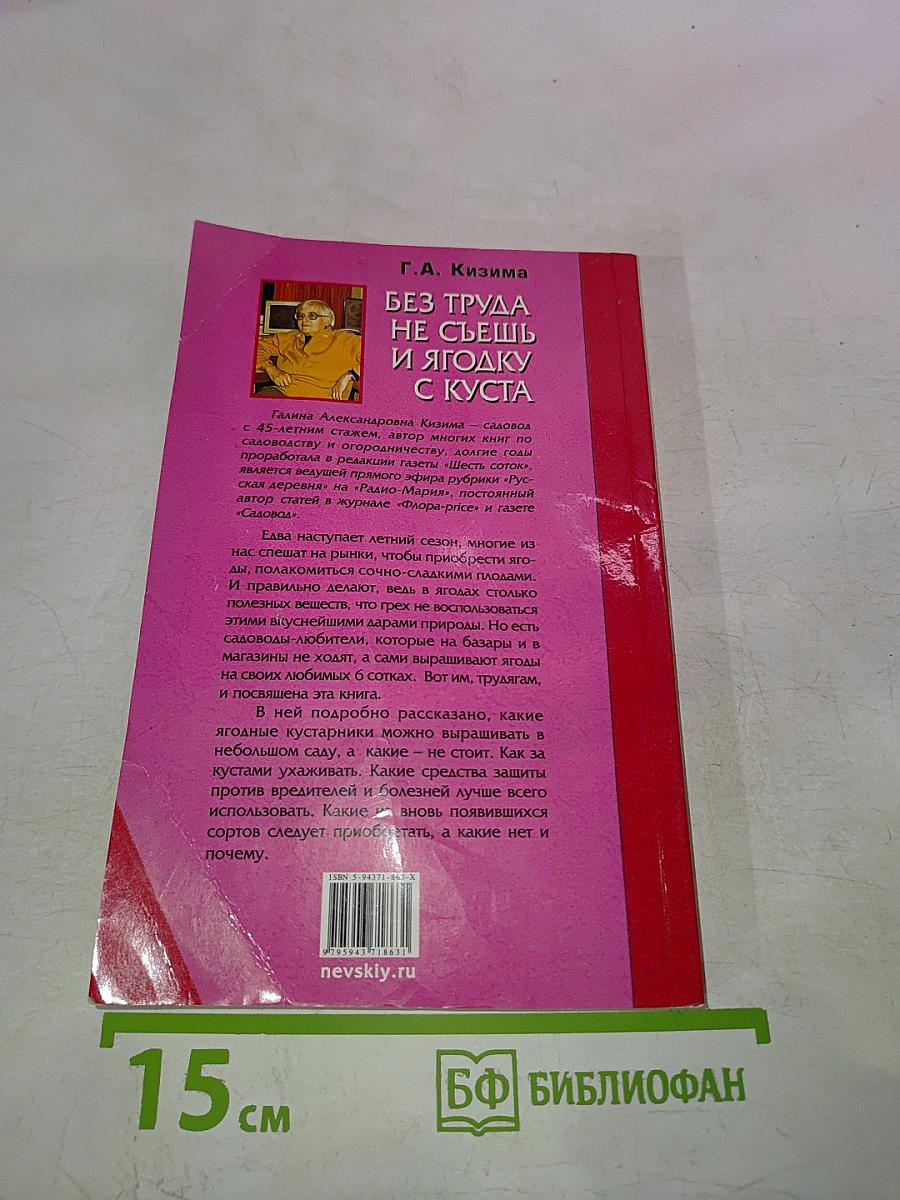 Г.А. Кизима
БЕЗ ТРУДА
НЕ СЪЕШЬ
И ЯГОДКУ
С КУСТА
Галина Александровна Кизима – садовод
с 45-летним стажем, автор многих книг по
садоводству и огородничеству, долгие годы
проработала в редакции газеты «Шесть соток»,
является ведущей прямого эфира рубрики «Рус-
ская деревня» на «Радио-Мария», постоянный
автор статей в журнале «Флора-price» и газете
«Садовод».
Едва наступает летний сезон, многие из
нас спешат на рынки, чтобы приобрести яго-
ды, полакомиться сочно-сладкими плодами.
И правильно делают, ведь в ягодах столько
полезных веществ, что грех не воспользоваться
этими вкуснейшими дарами природы. Но есть
садоводы-любители, которые на базары и в
магазины не ходят, а сами выращивают ягоды
на своих любимых 6 сотках. Вот им, трудягам,
и посвящена эта книга.
В ней подробно рассказано, какие
ягодные кустарники можно выращивать в
небольшом саду, а какие – не стоит. Как за
кустами ухаживать. Какие средства защиты
против вредителей и болезней лучше всего
использовать. Какие из вновь появившихся
сортов следует приобретать, а какие нет и
почему.
ISBN 5-94371-863-X
9 795943 718631
nevskiy.ru
15 см
БФ БИБЛИОФАН